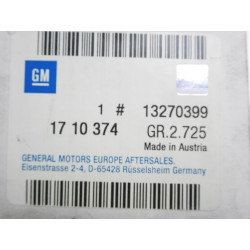 GM
1 # 13270399
17 10 374 GR.2.725
Made in Austria
GENERAL MOTORS EUROPE AFTERSALES.
Eisenstrasse 2-4, D-65428 Rüsselsheim Germany